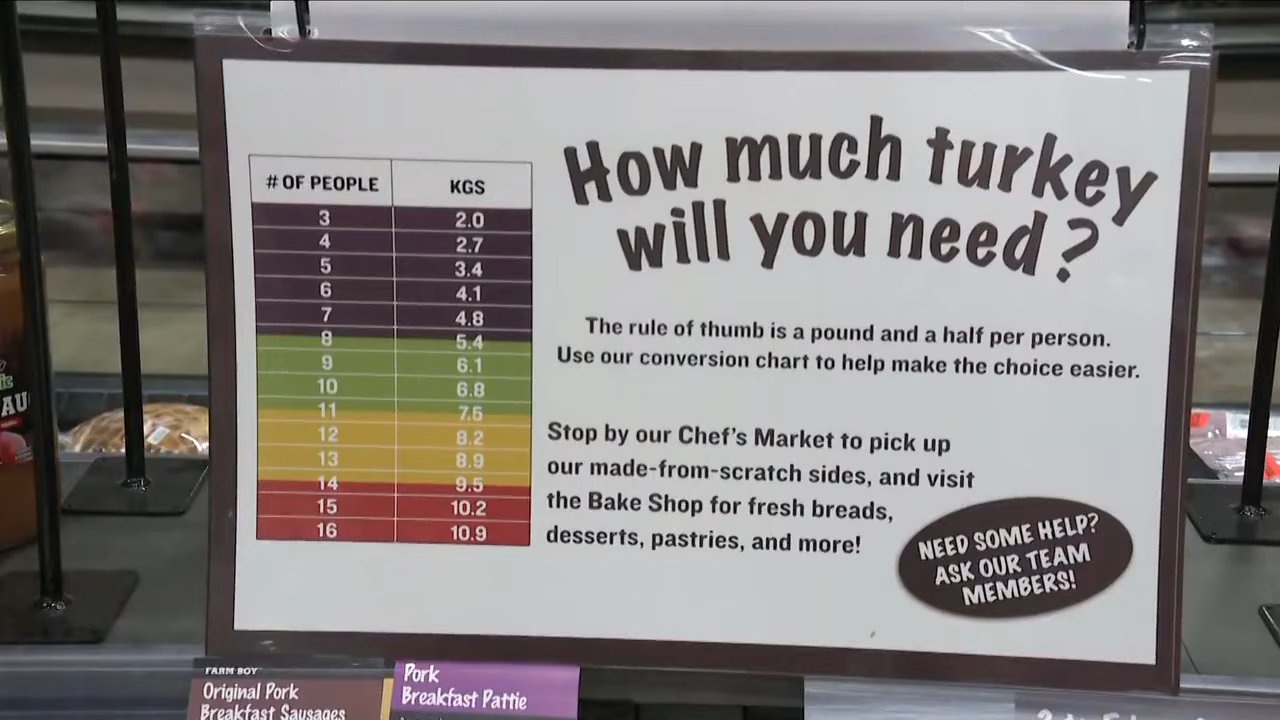 How much turkey
will you need?
# OF PEOPLE KGS
3 2.0
4 2.7
5 3.4
6 4.1
7 4.8
8 5.4
9 6.1
10 6.8
11 7.5
12 8.2
13 8.9
14 9.5
15 10.2
16 10.9
The rule of thumb is a pound and a half per person.
Use our conversion chart to help make the choice easier.
Stop by our Chef's Market to pick up
our made-from-scratch sides, and visit
the Bake Shop for fresh breads,
desserts, pastries, and more!
NEED SOME HELP?
ASK OUR TEAM
MEMBERS!
FARM BOY
Original Pork
Breakfast Sausages
Pork
Breakfast Pattie